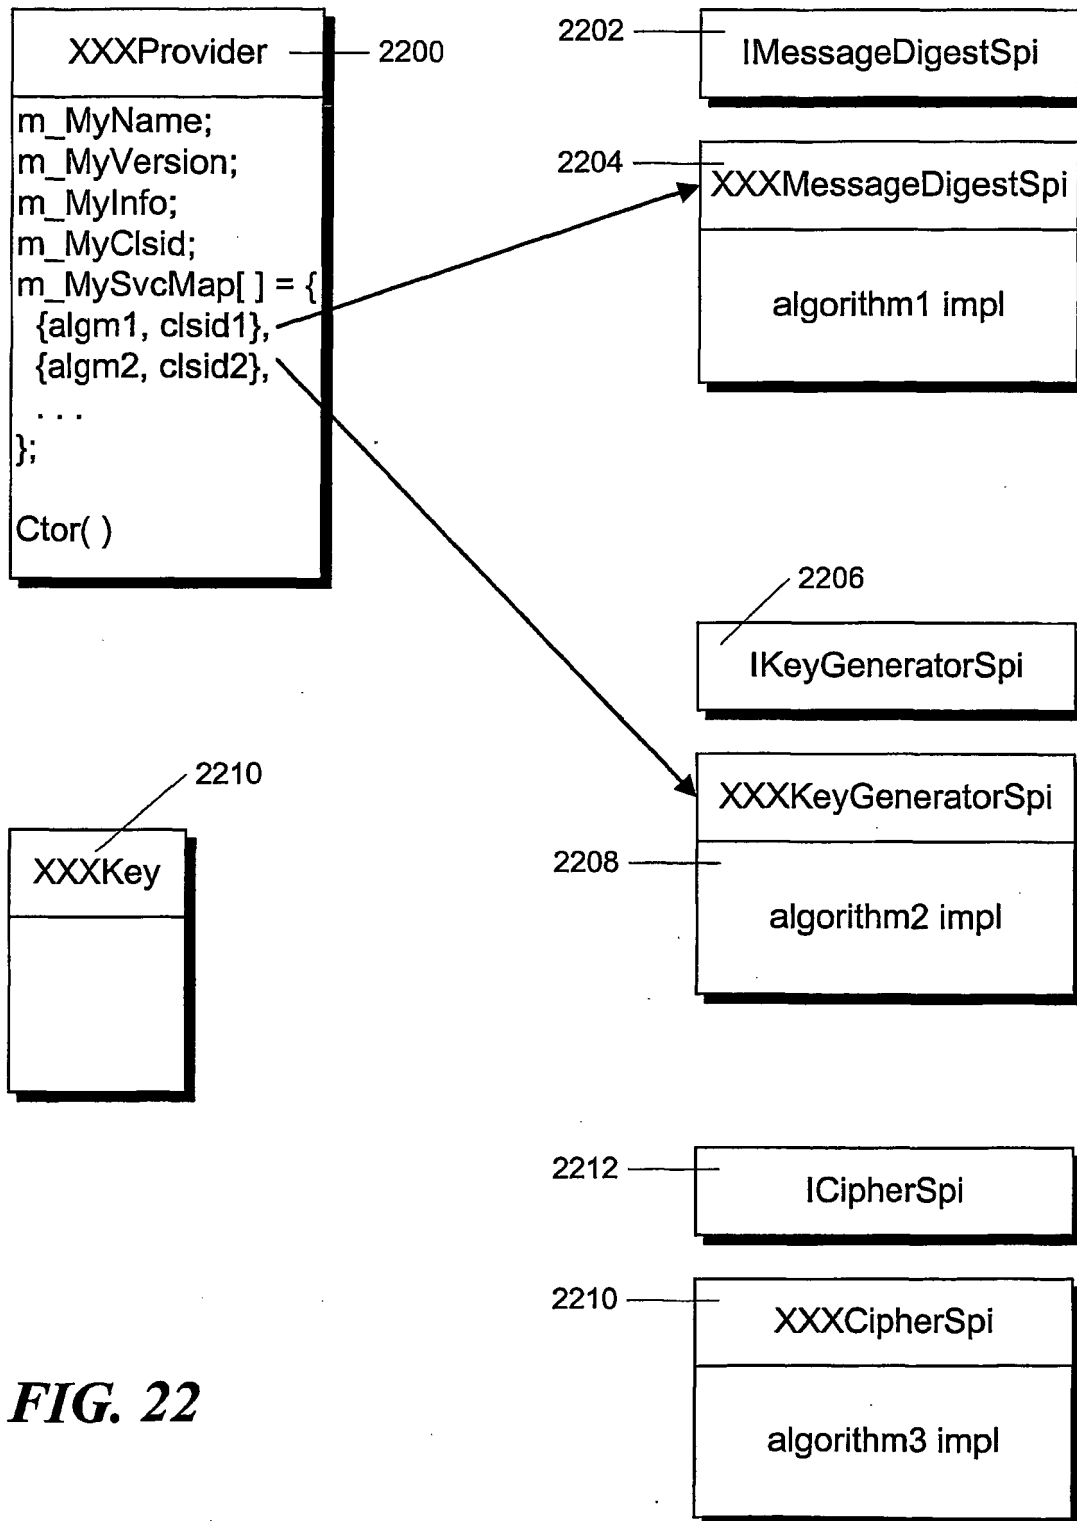 XXXProvider
2200
m_MyName;
m_MyVersion;
m_MyInfo;
m_MyClsid;
m_MySvcMap[ ] = {
{algm1, clsid1},
{algm2, clsid2},
. . .
};
Ctor( )
2202
IMessageDigestSpi
2204
XXXMessageDigestSpi
algorithm1 impl
2206
IKeyGeneratorSpi
XXXKeyGeneratorSpi
2208
algorithm2 impl
2210
XXXKey
2212
ICipherSpi
2210
XXXCipherSpi
algorithm3 impl
FIG. 22